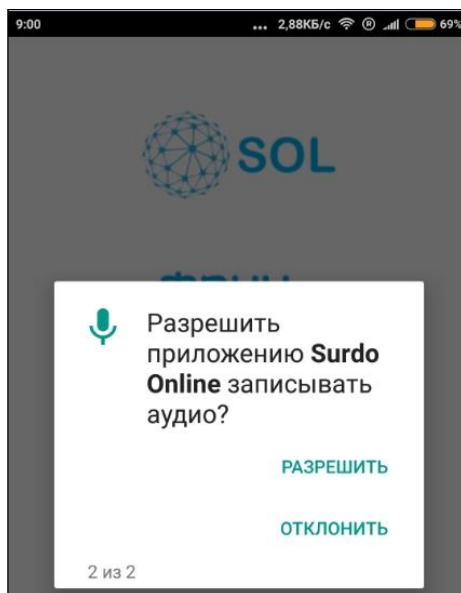 9:00 ... 2,88КБ/с ® 69%
SOL
Разрешить
приложению Surdo
Online записывать
аудио?
РАЗРЕШИТЬ
ОТКЛОНИТЬ
2 из 2